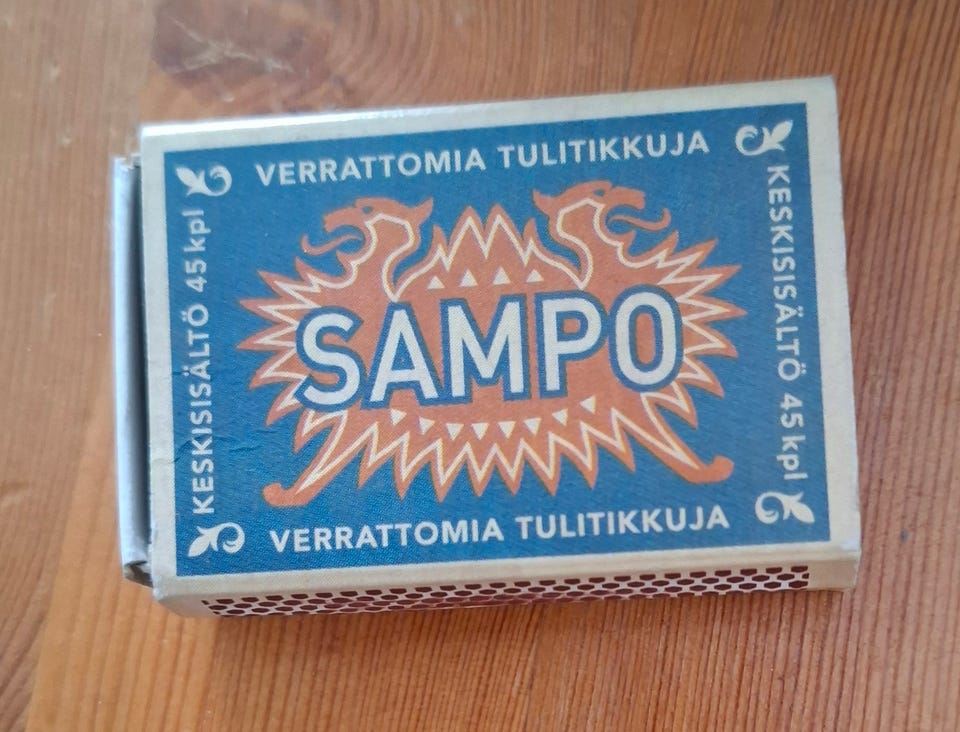 VERRATTOMIA TULITIKKUJA
KESKISISÄLTÖ 45 kpl
SAMPO
KESKISISÄLTÖ 45 kpl
VERRATTOMIA TULITIKKUJA